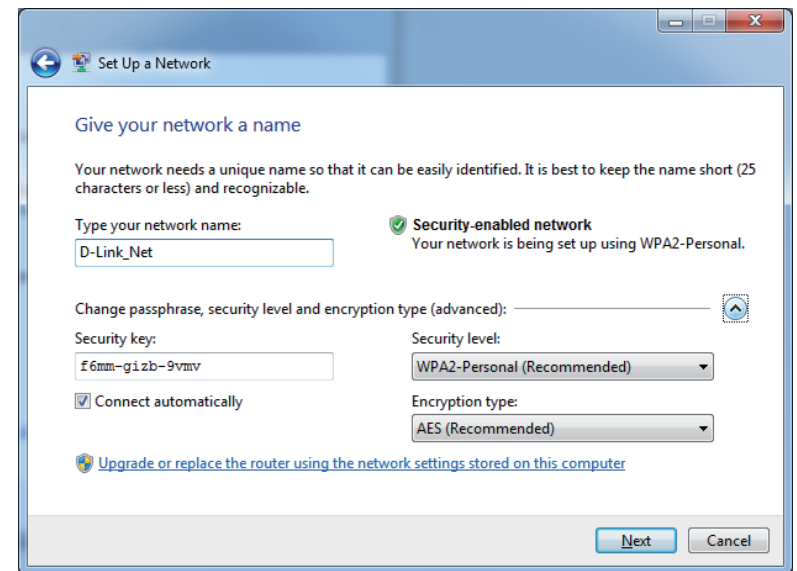 Set Up a Network
Give your network a name
Your network needs a unique name so that it can be easily identified. It is best to keep the name short (25
characters or less) and recognizable.
Type your network name:
D-Link_Net
Security-enabled network
Your network is being set up using WPA2-Personal.
Change passphrase, security level and encryption type (advanced):
Security key:
f6mm-gizb-9vmv
Connect automatically
Security level:
WPA2-Personal (Recommended)
Encryption type:
AES (Recommended)
Upgrade or replace the router using the network settings stored on this computer
Next
Cancel